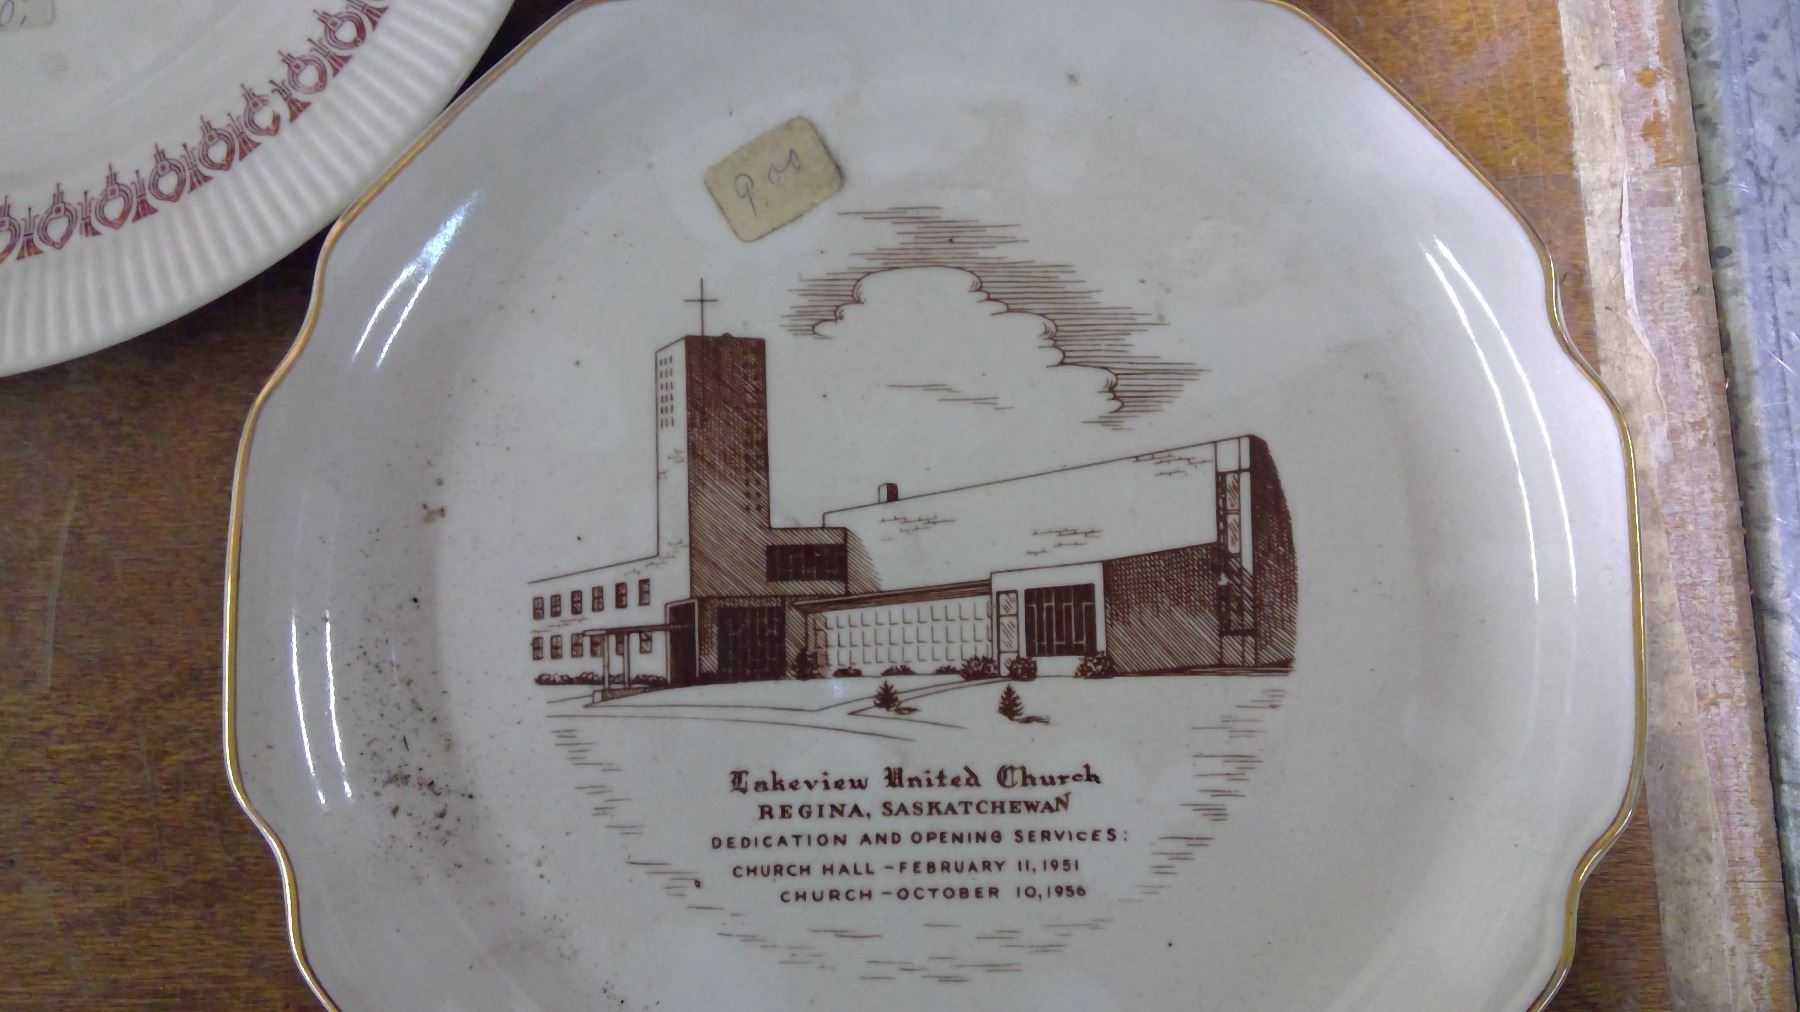 9 00
Lakeview United Church
REGINA, SASKATCHEWAN
DEDICATION AND OPENING SERVICES:
CHURCH HALL - FEBRUARY 11, 1951
CHURCH - OCTOBER 10, 1956